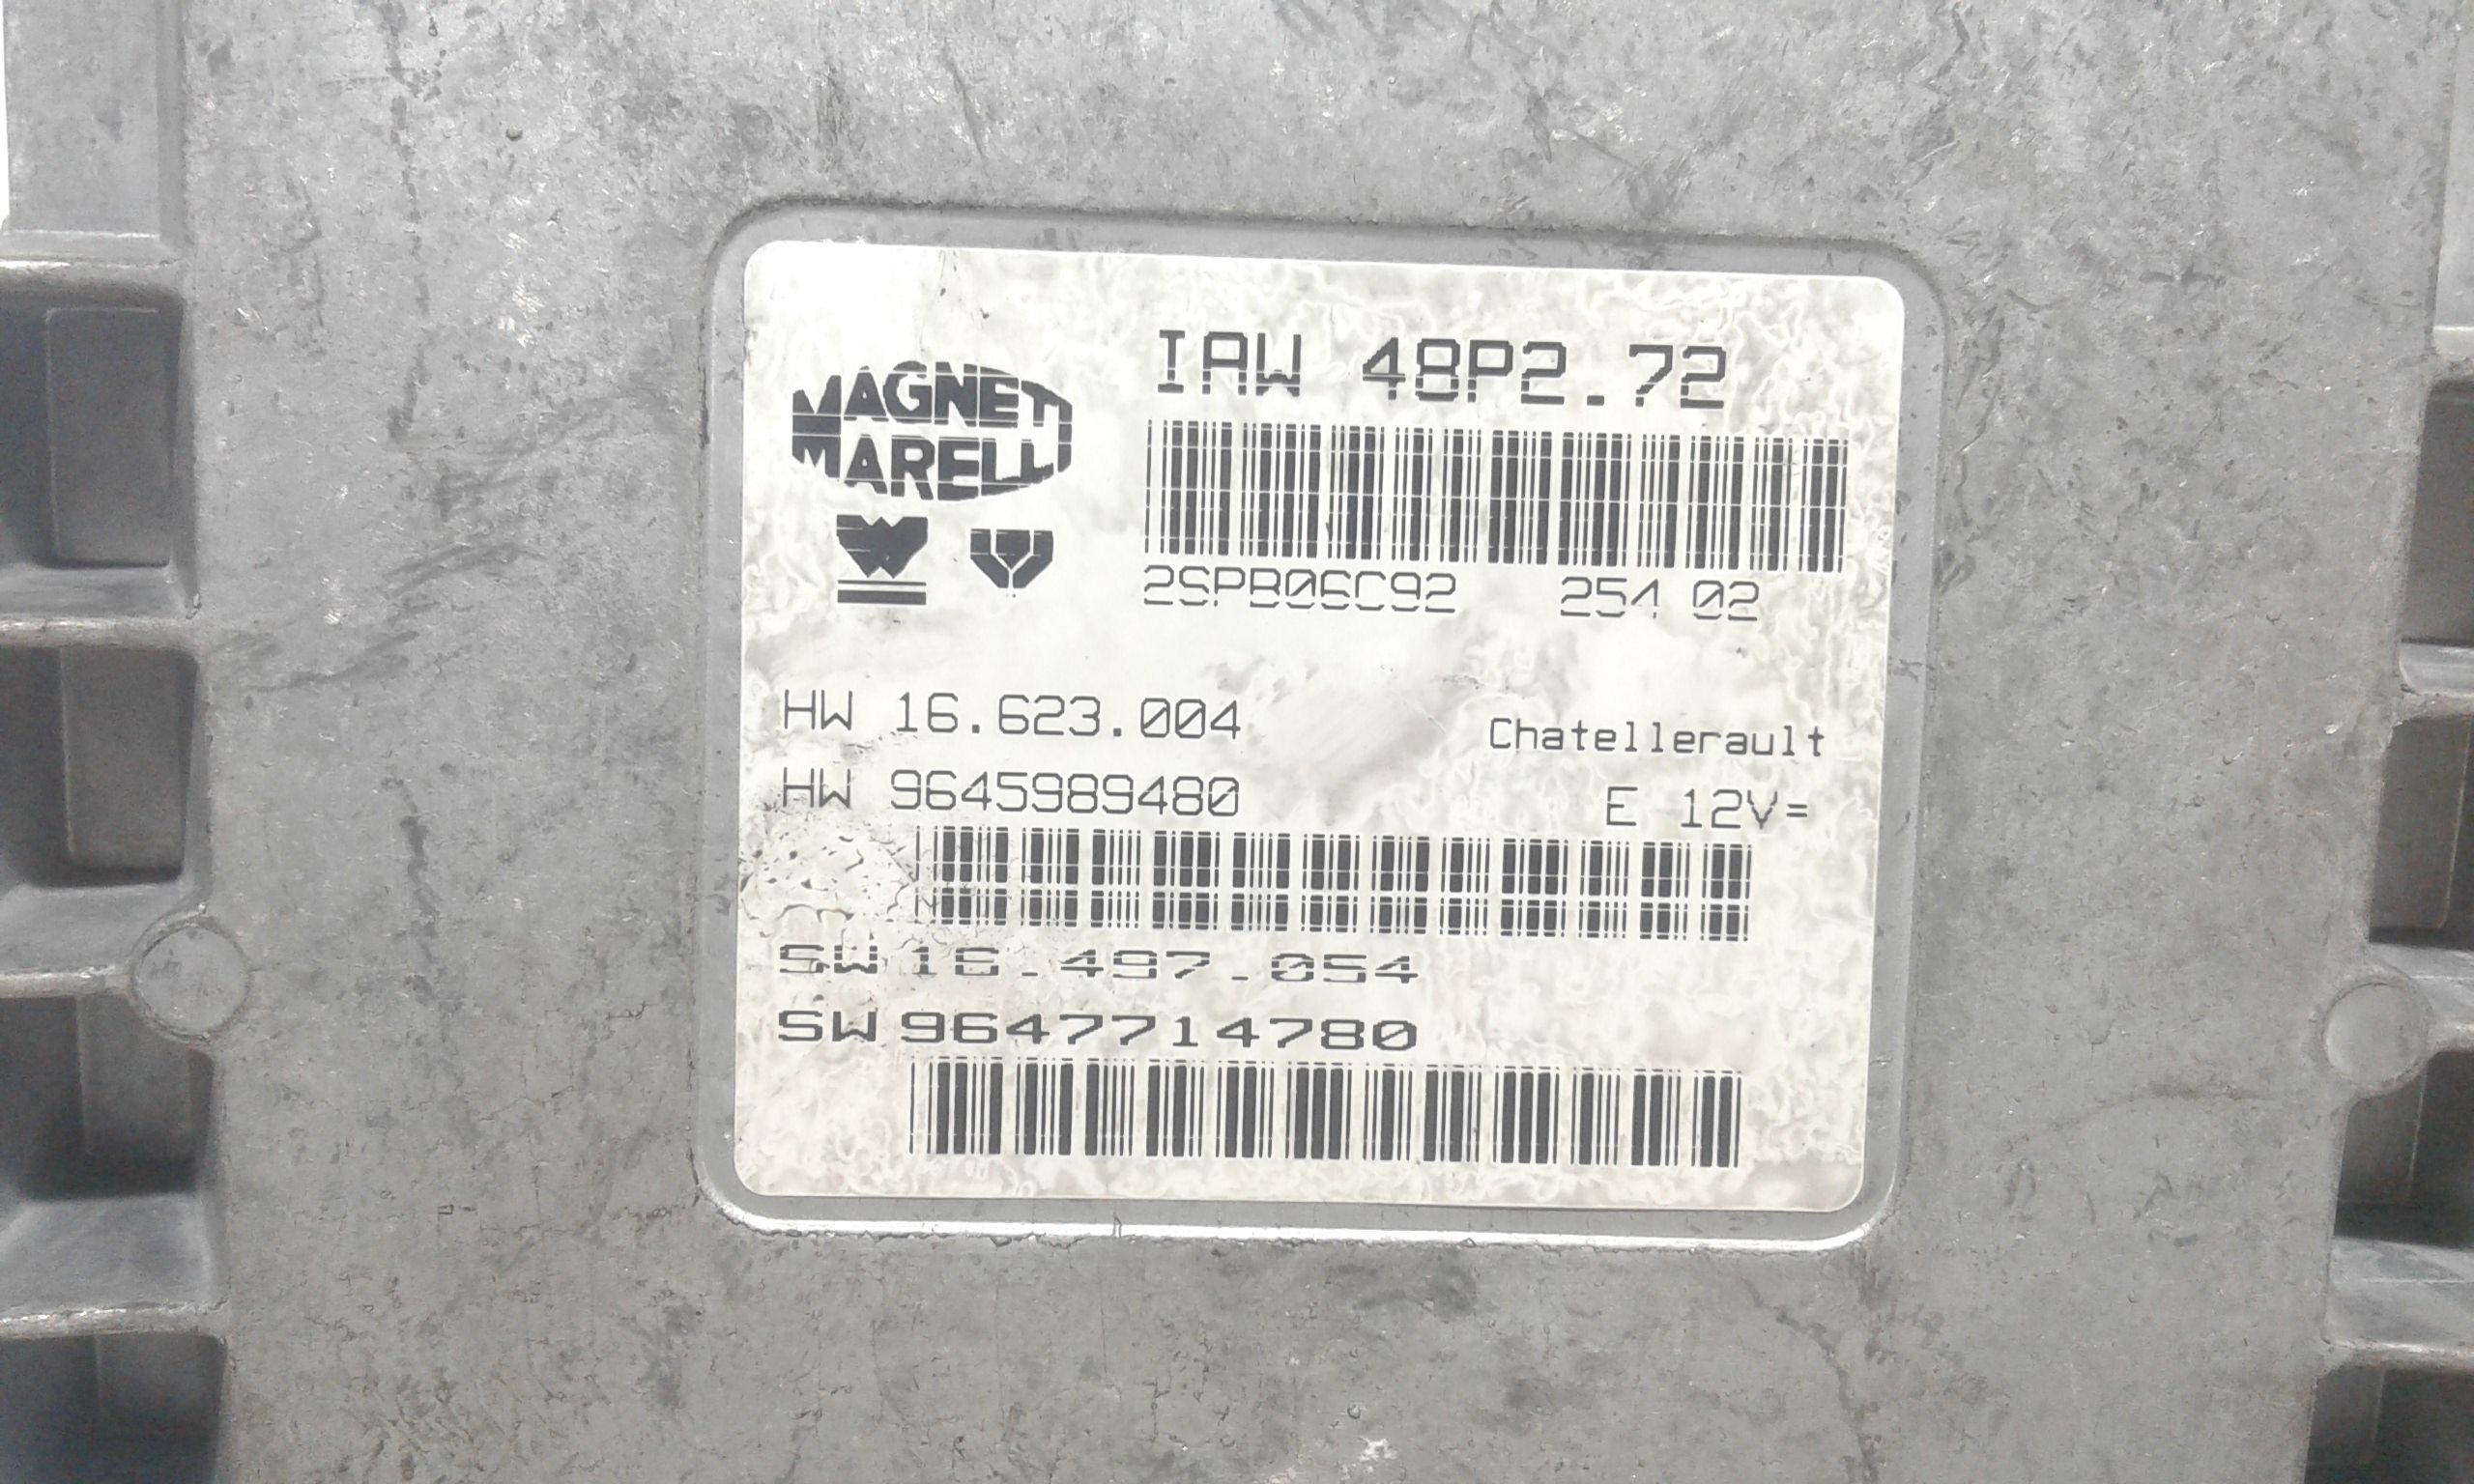 MAGNETI
MARELLI
IAW 48P2.72
2SPB06C92 254 02
HW 16.623.004
Chatellerault
HW 9645989480
E 12V=
SW 16.497.054
SW 9647714780